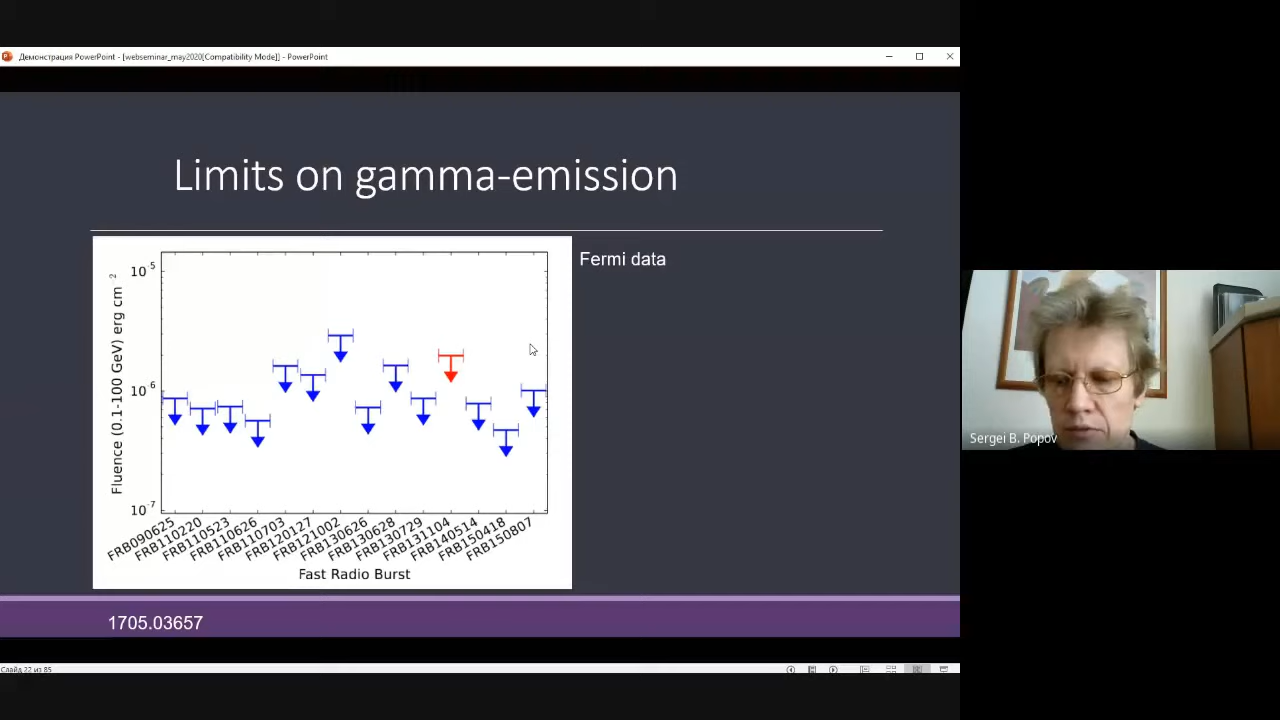 Демонстрация PowerPoint - [webseminar_may2020[Compatibility Mode]] - PowerPoint
Limits on gamma-emission
Fermi data
Fluence (0.1-100 GeV) erg cm⁻²
10⁻⁵
10⁻⁶
10⁻⁷
FRB090625
FRB110220
FRB110523
FRB110626
FRB110703
FRB120127
FRB121002
FRB130626
FRB130628
FRB130729
FRB131104
FRB140514
FRB150418
FRB150807
Fast Radio Burst
1705.03657
Слайд 22 из 85
Sergei B. Popov